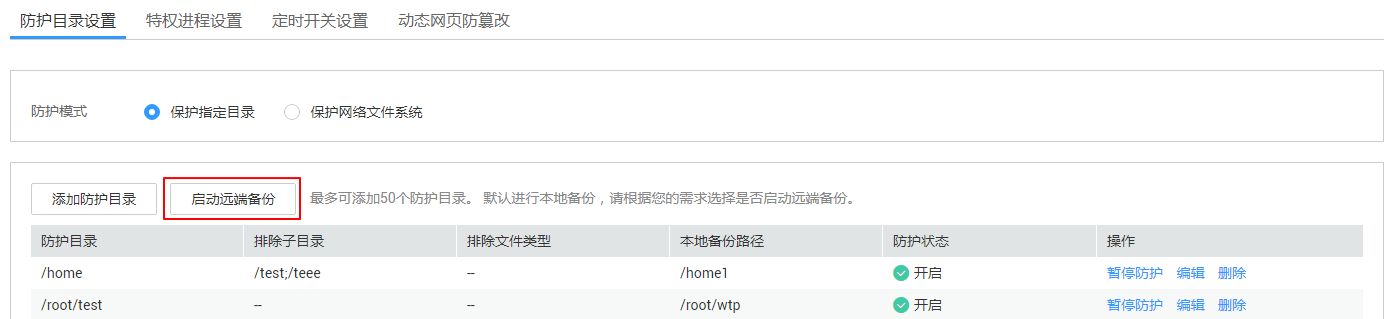 防护目录设置 特权进程设置 定时开关设置 动态网页防篡改
防护模式 保护指定目录 保护网络文件系统
添加防护目录 启动远端备份 最多可添加50个防护目录。 默认进行本地备份，请根据您的需求选择是否启动远端备份。
防护目录 排除子目录 排除文件类型 本地备份路径 防护状态 操作
/home /test;/teee -- /home1 开启 暂停防护 编辑 删除
/root/test -- -- /root/wtp 开启 暂停防护 编辑 删除